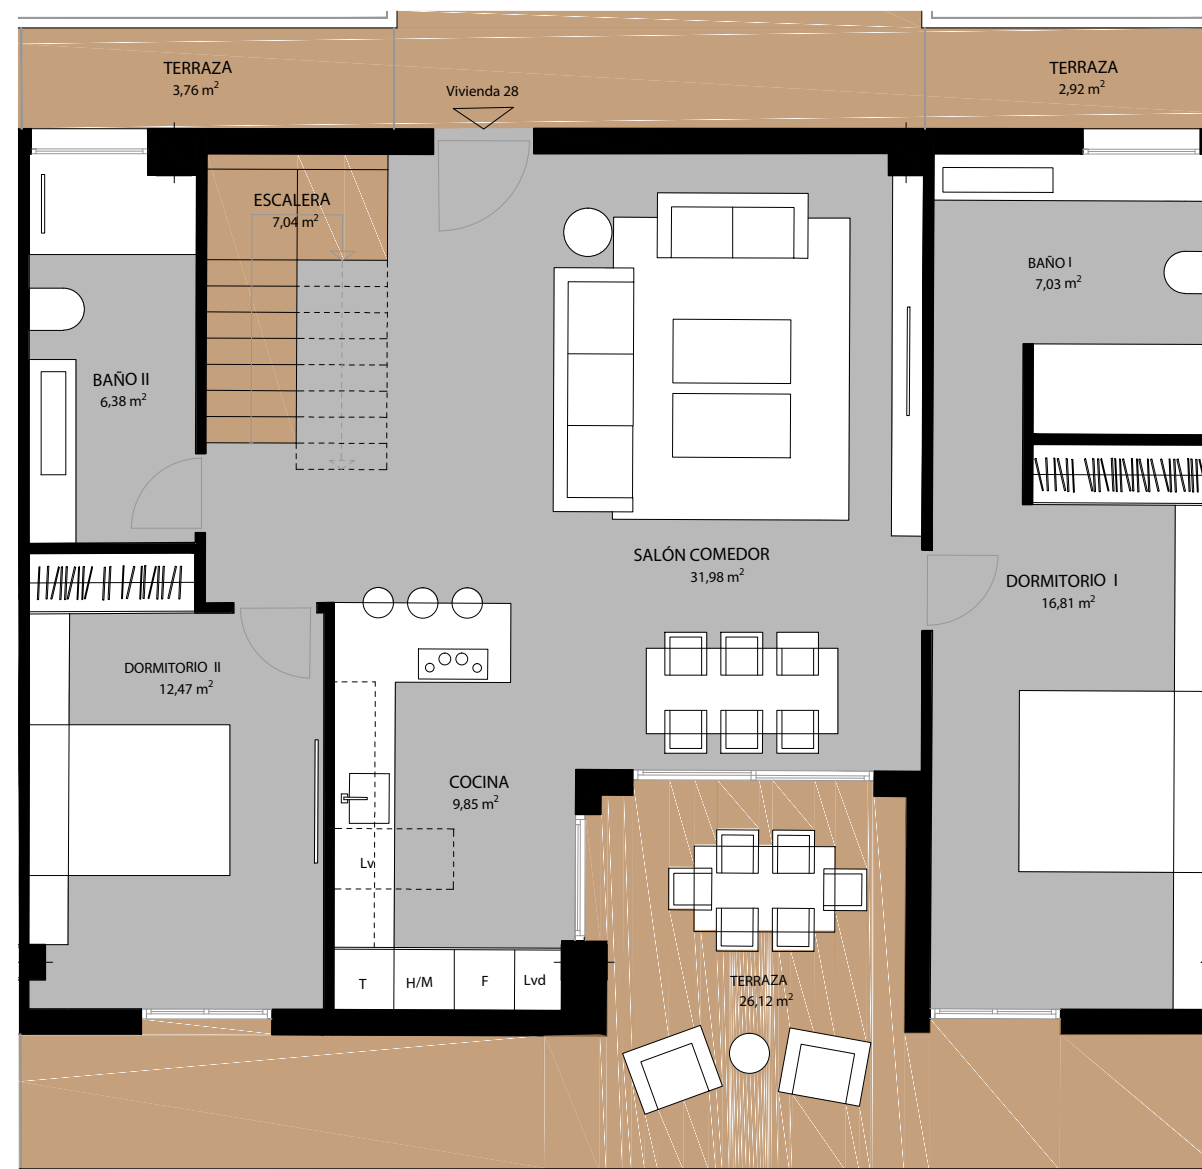 TERRAZA
3,76 m²
Vivienda 28
TERRAZA
2,92 m²
ESCALERA
7,04 m²
BAÑO I
7,03 m²
BAÑO II
6,38 m²
SALÓN COMEDOR
31,98 m²
DORMITORIO I
16,81 m²
DORMITORIO II
12,47 m²
COCINA
9,85 m²
Lv
T
H/M
F
Lvd
TERRAZA
26,12 m²